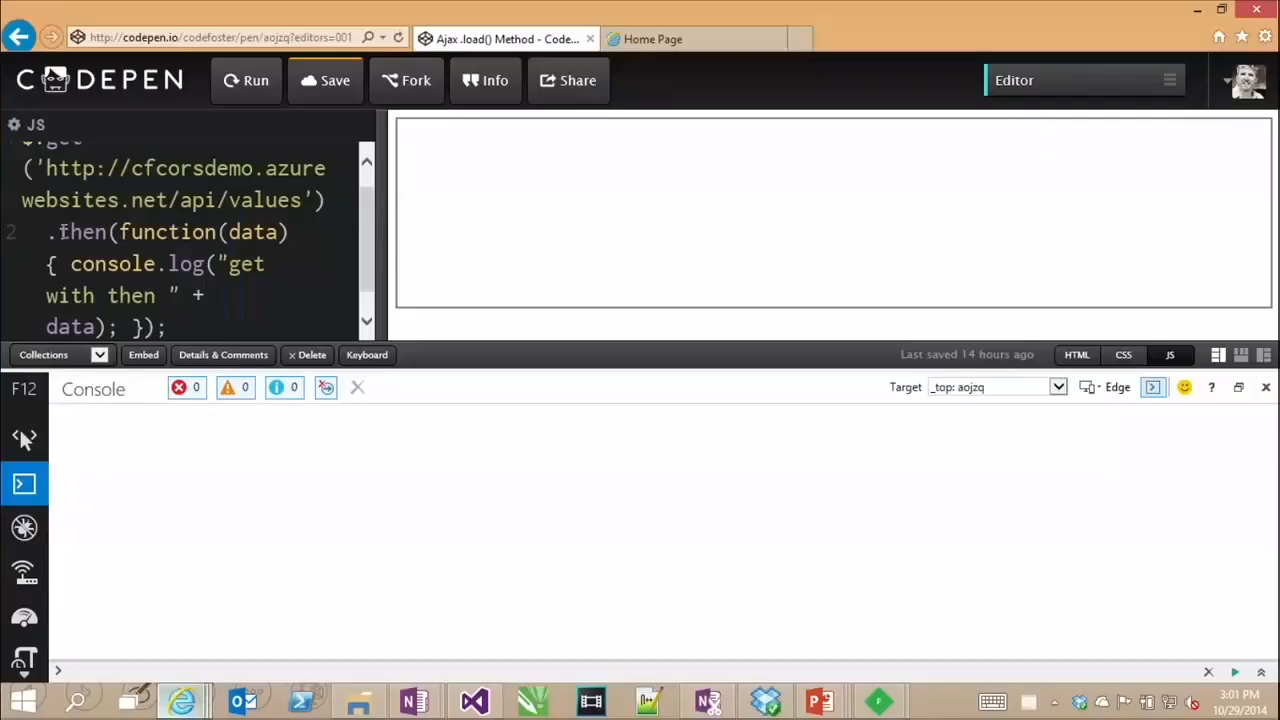 http://codepen.io/codefoster/pen/aojzq?editors=001
Ajax .load() Method - Code...
Home Page
CODEPEN
Run
Save
Fork
Info
Share
Editor
JS
$.get
('http://cfcorsdemo.azure
websites.net/api/values')
2
.then(function(data)
{ console.log("get
with then " +
data); });
Collections
Embed
Details & Comments
x Delete
Keyboard
Last saved 14 hours ago
HTML
CSS
JS
F12
Console
0
0
0
Target
_top: aojzq
Edge
?
3:01 PM
10/29/2014